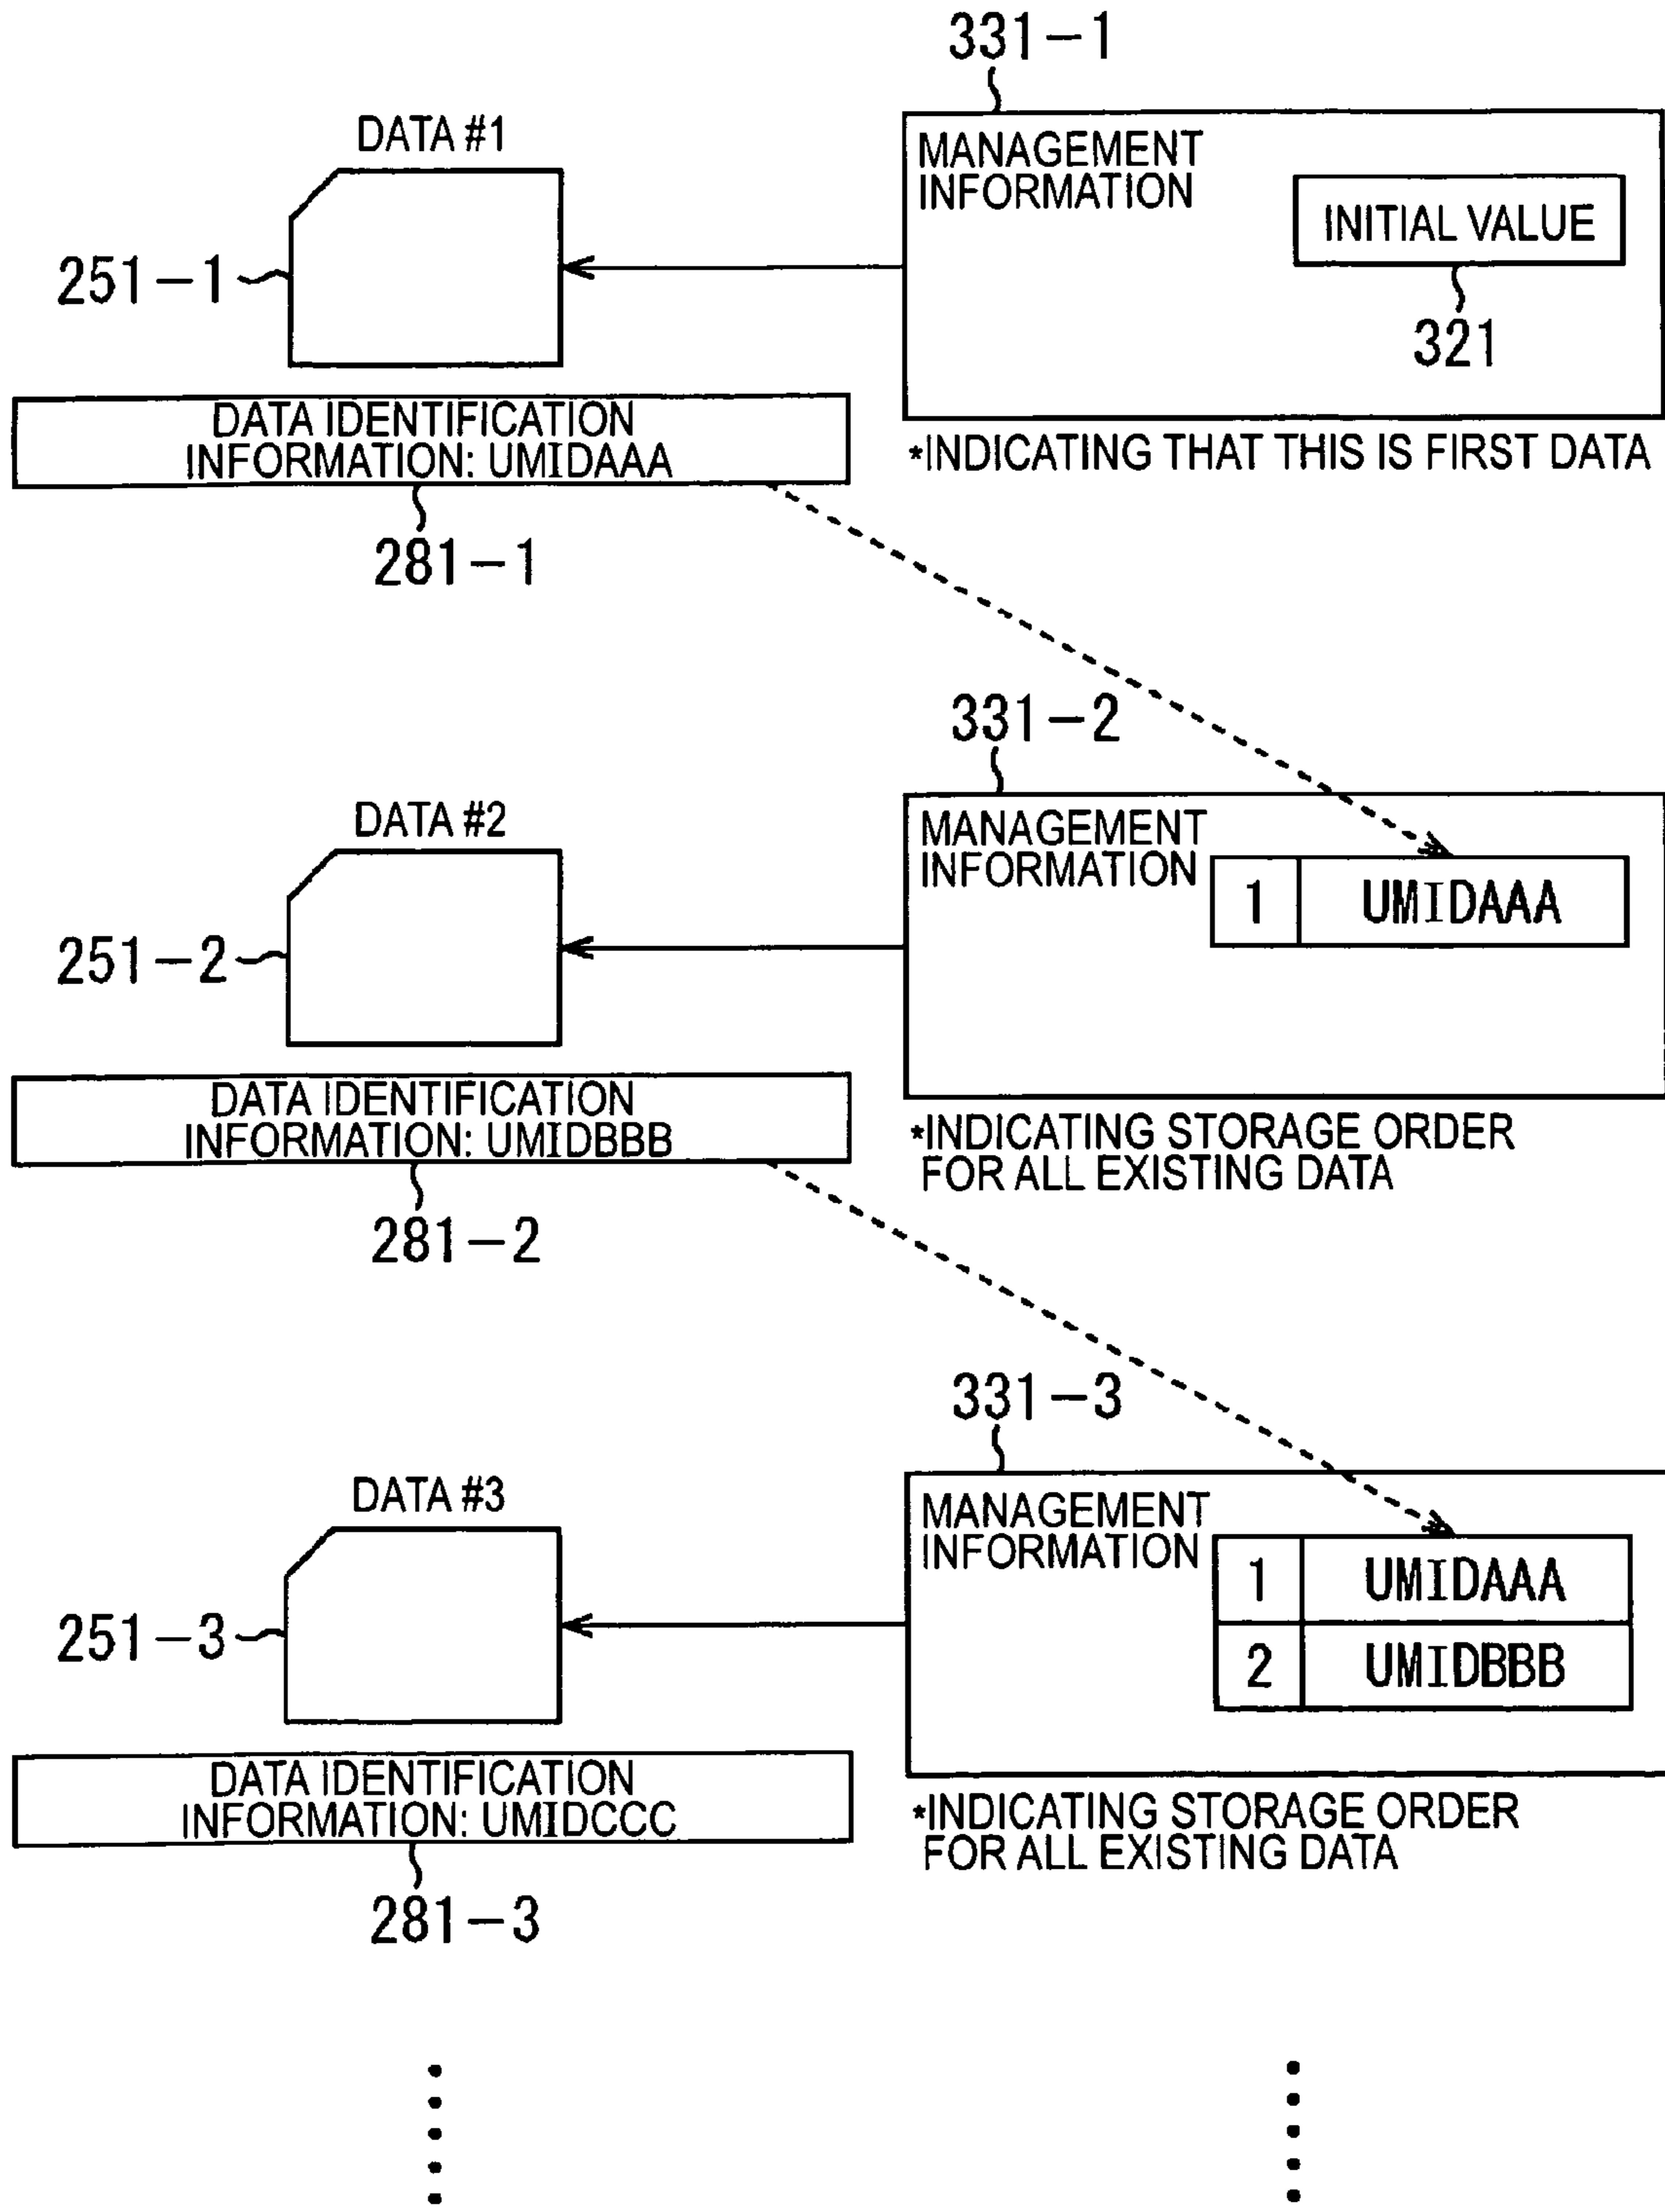 331-1
DATA #1
MANAGEMENT
INFORMATION
INITIAL VALUE
251-1
321
DATA IDENTIFICATION
INFORMATION: UMIDAAA
*INDICATING THAT THIS IS FIRST DATA
281-1
331-2
DATA #2
MANAGEMENT
INFORMATION
1 UMIDAAA
251-2
DATA IDENTIFICATION
INFORMATION: UMIDBBB
*INDICATING STORAGE ORDER
FOR ALL EXISTING DATA
281-2
331-3
DATA #3
MANAGEMENT
INFORMATION
1 UMIDAAA
2 UMIDBBB
251-3
DATA IDENTIFICATION
INFORMATION: UMIDCCC
*INDICATING STORAGE ORDER
FOR ALL EXISTING DATA
281-3